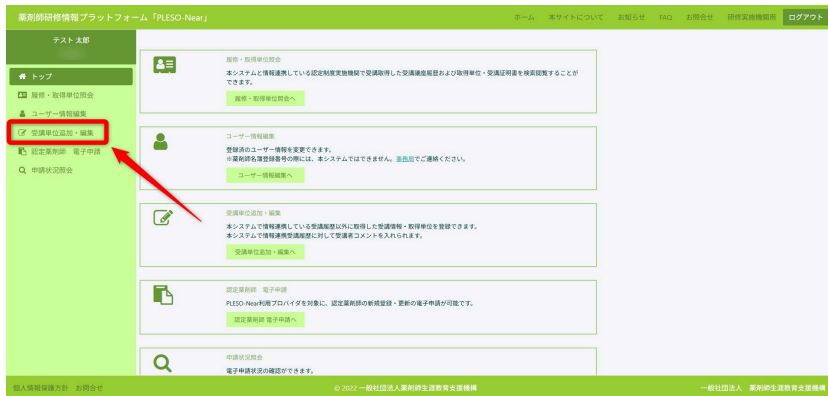 薬剤師研修情報プラットフォーム「PLESO-Near」
ホーム 本サイトについて お知らせ FAQ お問合せ 研修実施機関用 ログアウト
テスト 太郎
トップ
履修・取得単位照会
ユーザー情報編集
受講単位追加・編集
認定薬剤師 電子申請
申請状況照会
履修・取得単位照会
本システムと情報連携している認定制度実施機関で受講取得した受講講座履歴および取得単位・受講証明書を検索閲覧することが
できます。
履修・取得単位照会へ
ユーザー情報編集
登録済のユーザー情報を変更できます。
※薬剤師名簿登録番号の際には、本システムではできません。事務局でご連絡ください。
ユーザー情報編集へ
受講単位追加・編集
本システムで情報連携している受講履歴以外に取得した受講情報・取得単位を登録できます。
本システムで情報連携受講履歴に対して受講者コメントを入れられます。
受講単位追加・編集へ
認定薬剤師 電子申請
PLESO-Near利用プロバイダを対象に、認定薬剤師の新規登録・更新の電子申請が可能です。
認定薬剤師 電子申請へ
申請状況照会
電子申請状況の確認ができます。
個人情報保護方針 お問合せ
© 2022 一般社団法人薬剤師生涯教育支援機構
一般社団法人 薬剤師生涯教育支援機構